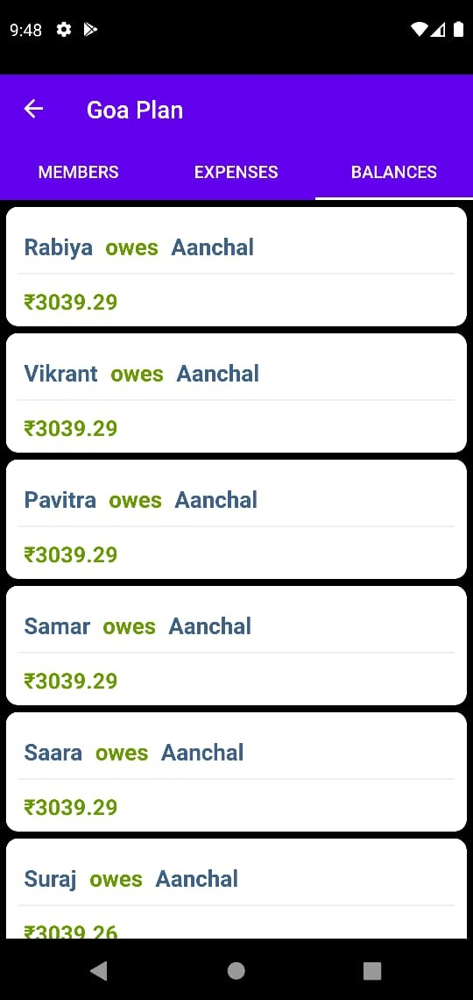 9:48
Goa Plan
MEMBERS EXPENSES BALANCES
Rabiya owes Aanchal
₹3039.29
Vikrant owes Aanchal
₹3039.29
Pavitra owes Aanchal
₹3039.29
Samar owes Aanchal
₹3039.29
Saara owes Aanchal
₹3039.29
Suraj owes Aanchal
₹3039.26